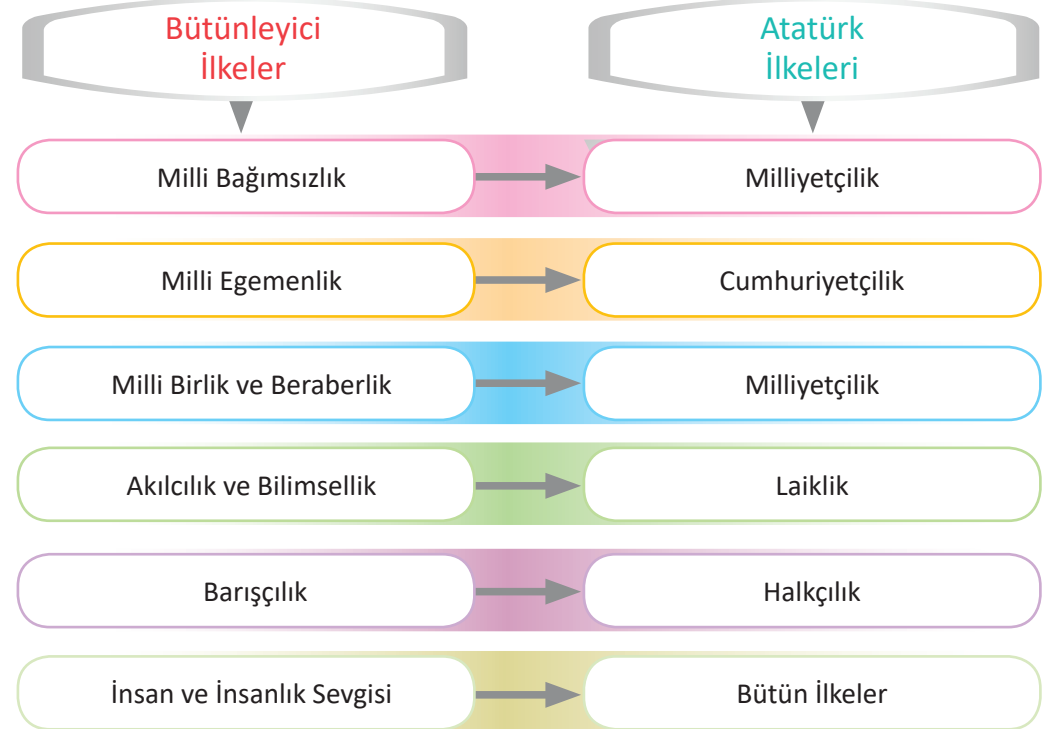 Bütünleyici
İlkeler
Atatürk
İlkeleri
Milli Bağımsızlık
Milliyetçilik
Milli Egemenlik
Cumhuriyetçilik
Milli Birlik ve Beraberlik
Milliyetçilik
Akılcılık ve Bilimsellik
Laiklik
Barışçılık
Halkçılık
İnsan ve İnsanlık Sevgisi
Bütün İlkeler